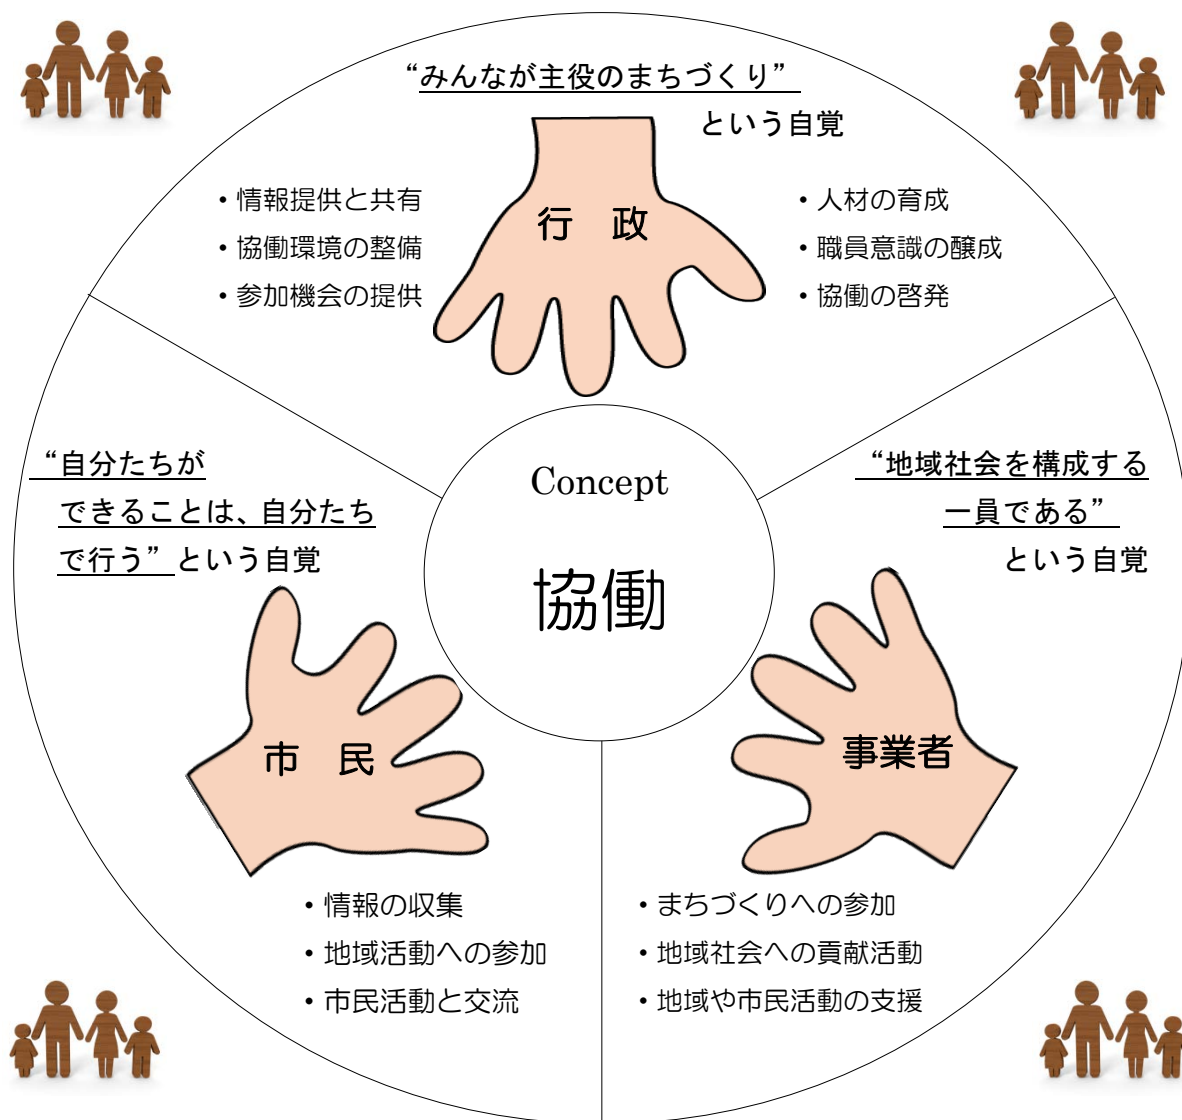 “みんなが主役のまちづくり”
という自覚
・情報提供と共有
・協働環境の整備
・参加機会の提供
行 政
・人材の育成
・職員意識の醸成
・協働の啓発
Concept
協働
“自分たちが
できることは、自分たち
で行う”という自覚
市 民
・情報の収集
・地域活動への参加
・市民活動と交流
“地域社会を構成する
一員である”
という自覚
事業者
・まちづくりへの参加
・地域社会への貢献活動
・地域や市民活動の支援